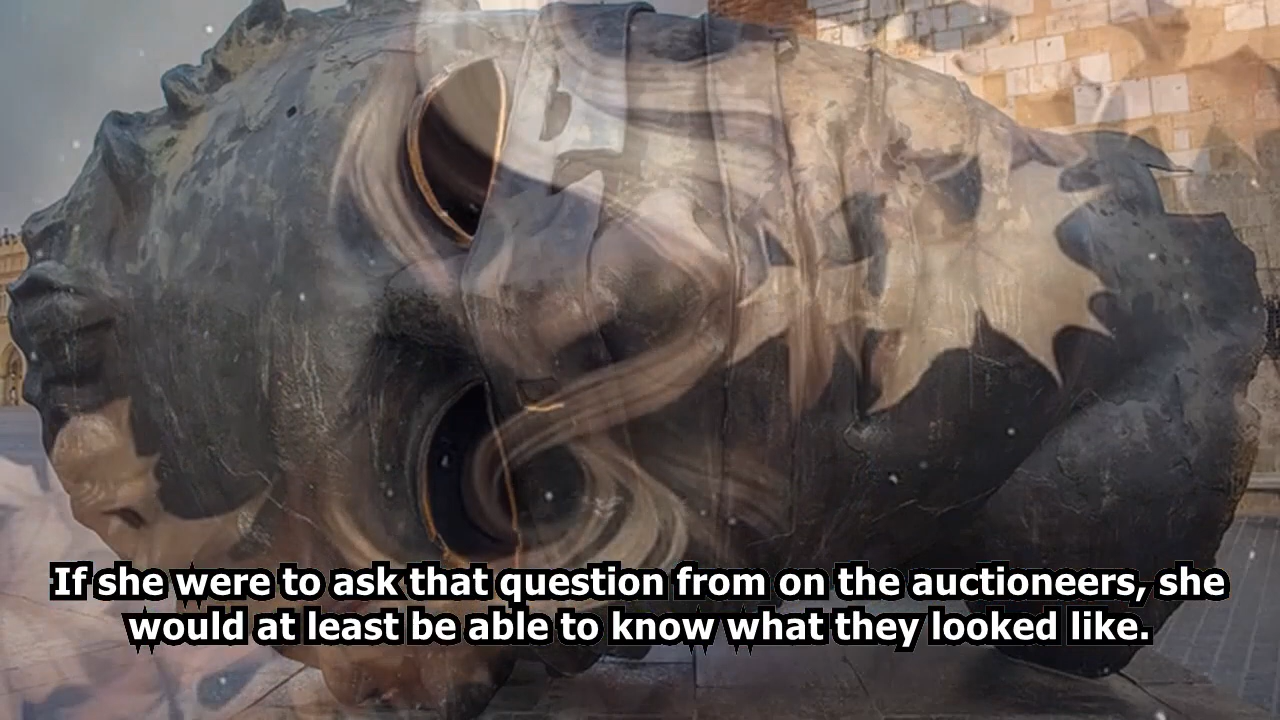 If she were to ask that question from on the auctioneers, she
would at least be able to know what they looked like.